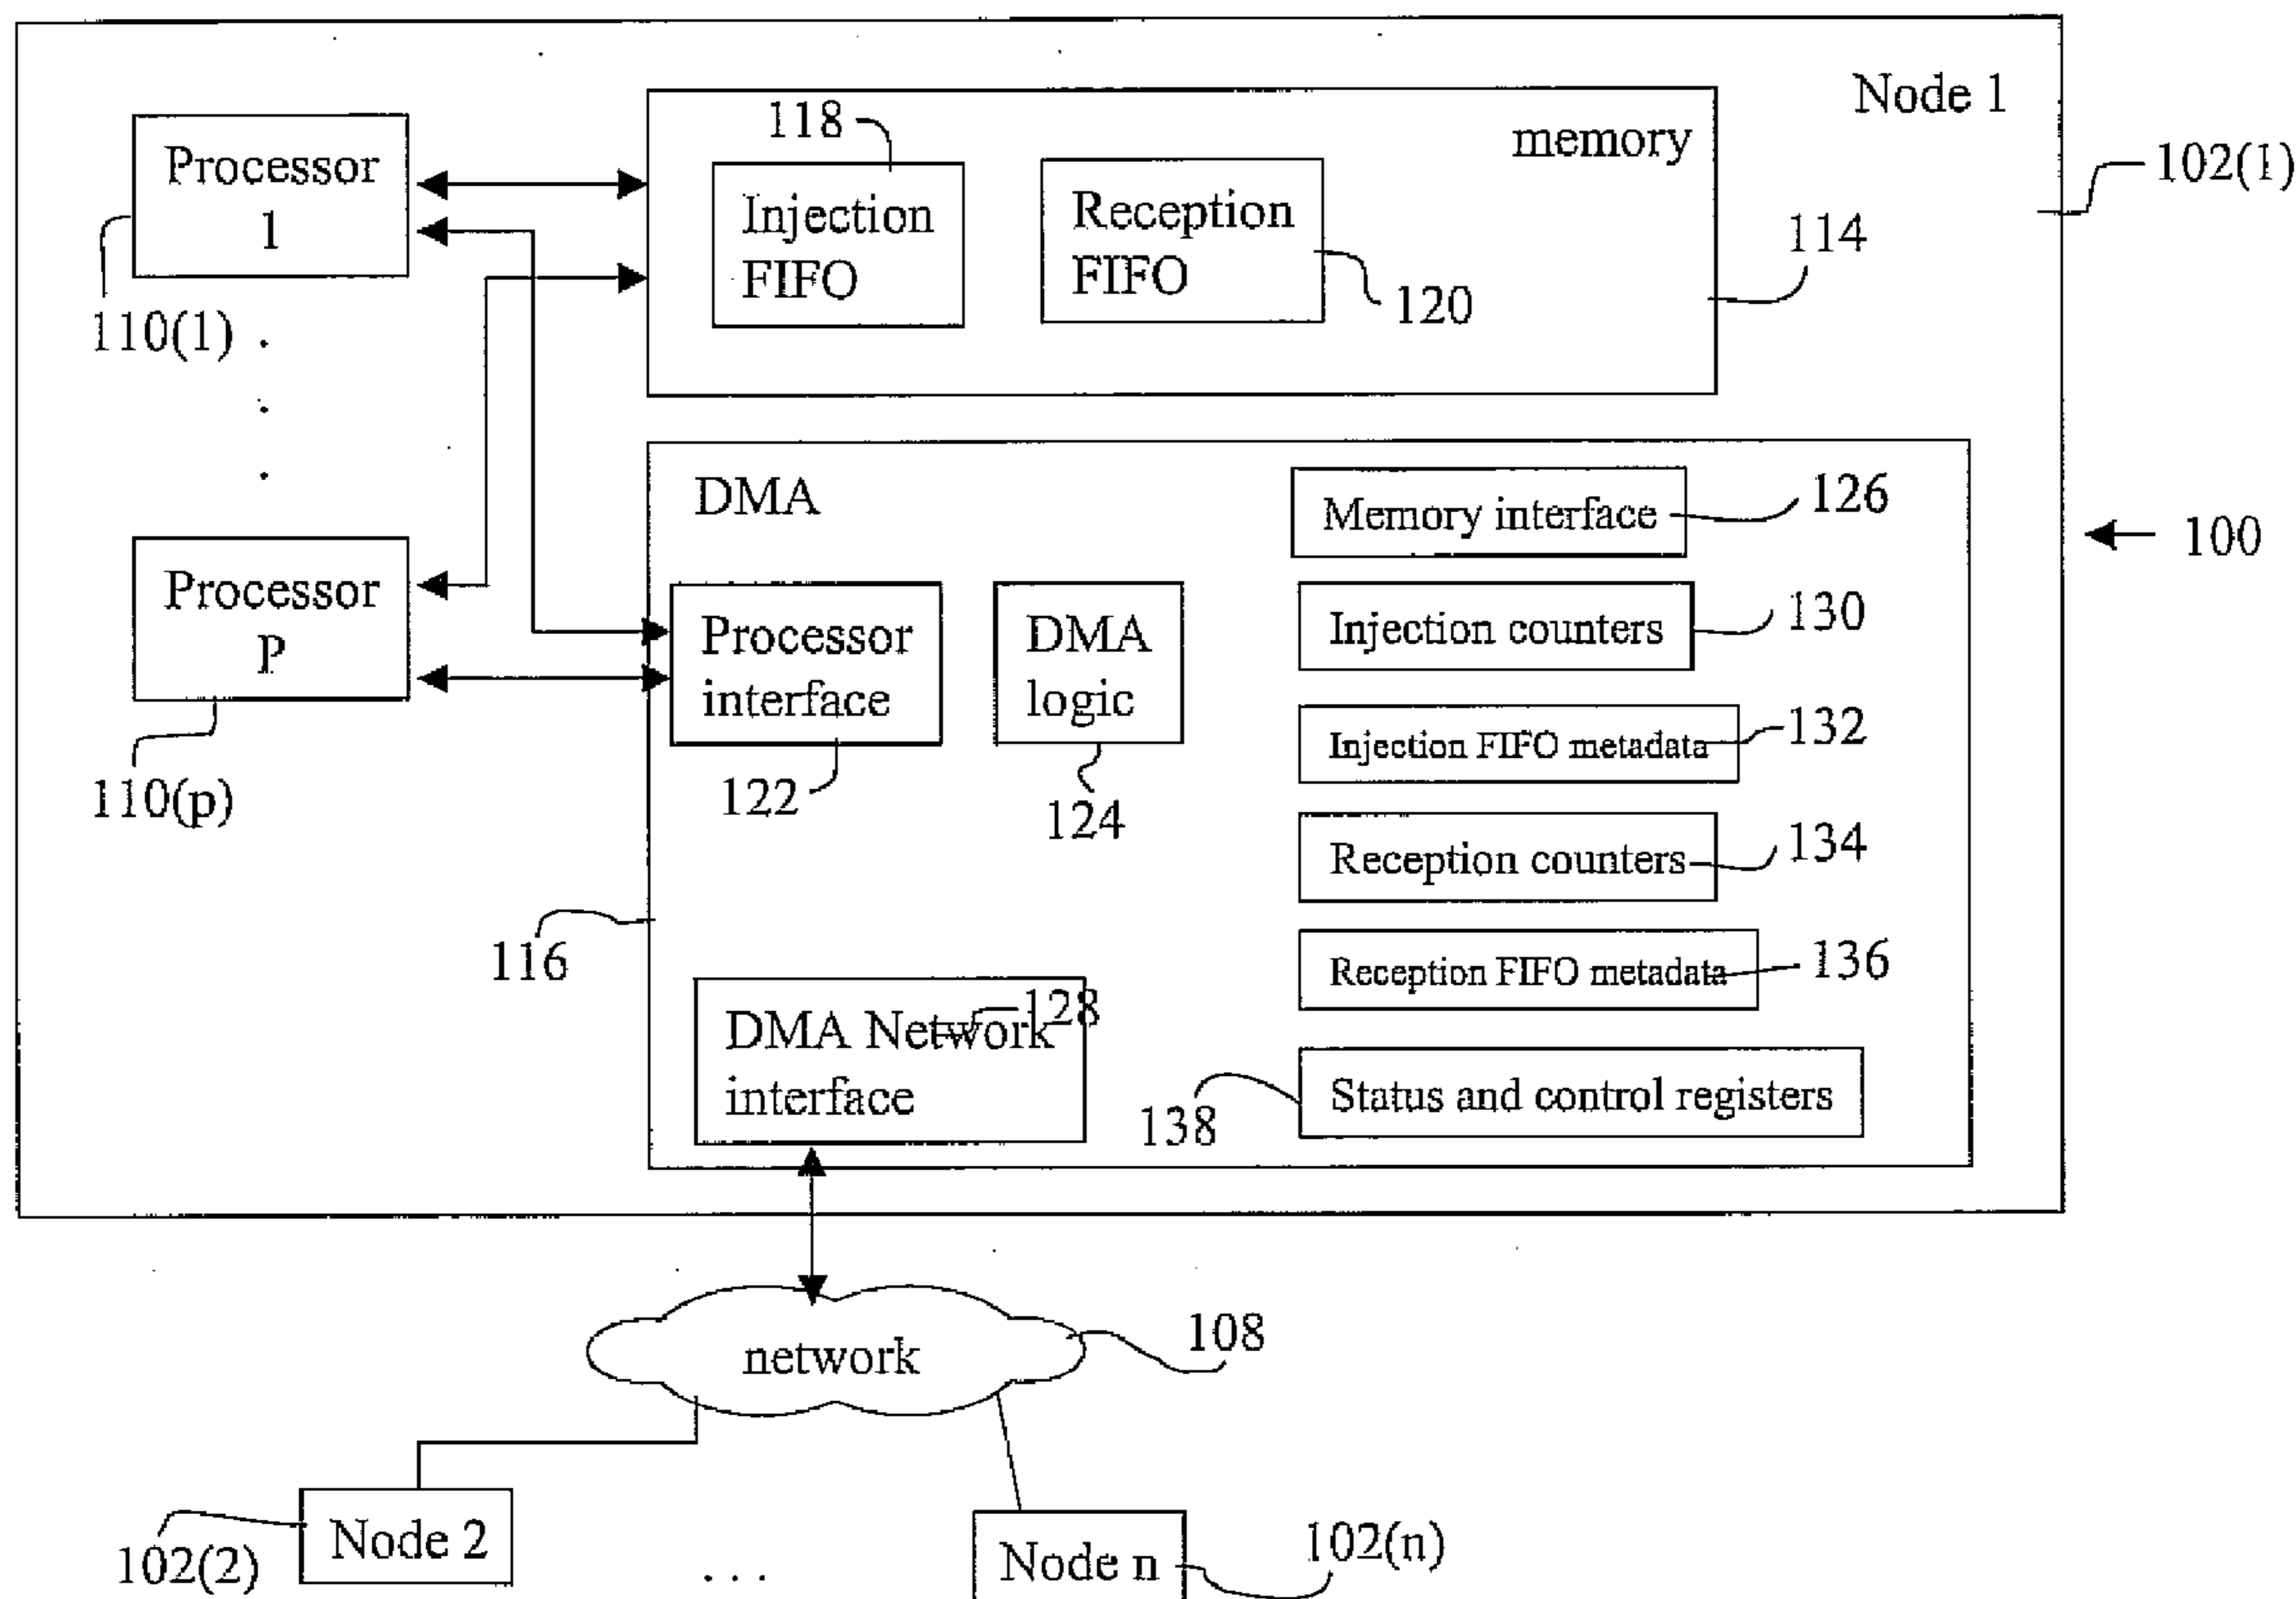 Node 1
102(1)
memory
118
Processor
1
110(1)
Injection
FIFO
Reception
FIFO
120
114
.
.
.
DMA
Memory interface
126
100
Processor
P
110(p)
Processor
interface
122
DMA
logic
124
Injection counters
130
Injection FIFO metadata
132
Reception counters
134
116
Reception FIFO metadata
136
128
DMA Network
interface
138
Status and control registers
network
108
Node 2
102(2)
. . .
Node n
102(n)